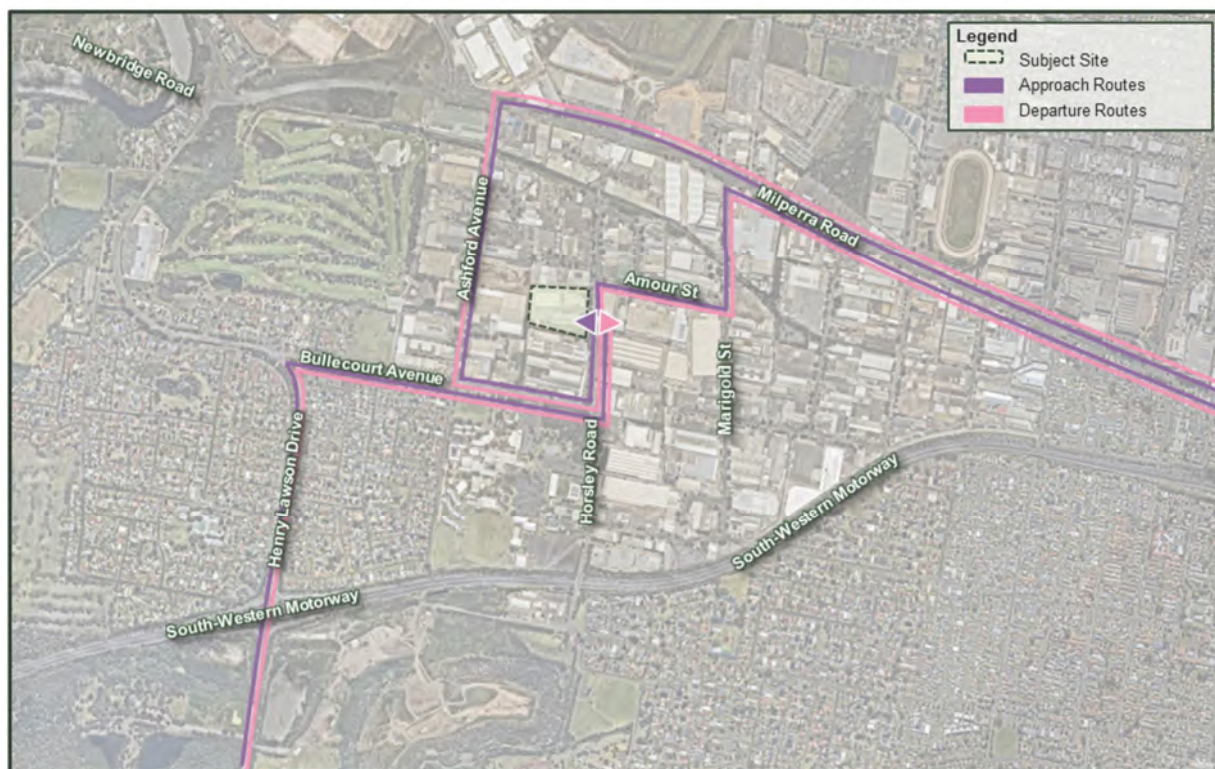 Legend
Subject Site
Approach Routes
Departure Routes
Newbridge Road
Milperra Road
Ashford Avenue
Amour St
Bullecourt Avenue
Marigold St
Henry Lawson Drive
Horsley Road
South-Western Motorway
South-Western Motorway